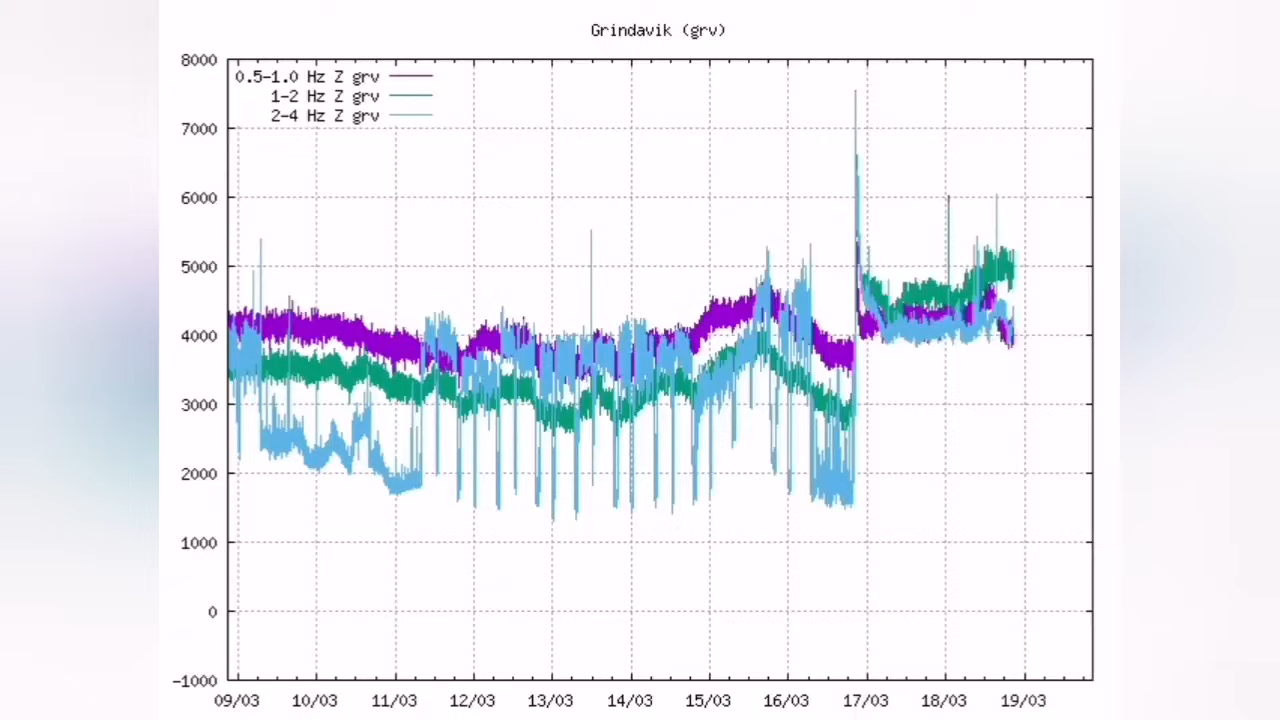 Grindavik (grv)
8000
0.5-1.0 Hz Z grv
1-2 Hz Z grv
2-4 Hz Z grv
7000
6000
5000
4000
3000
2000
1000
0
-1000
09/03 10/03 11/03 12/03 13/03 14/03 15/03 16/03 17/03 18/03 19/03